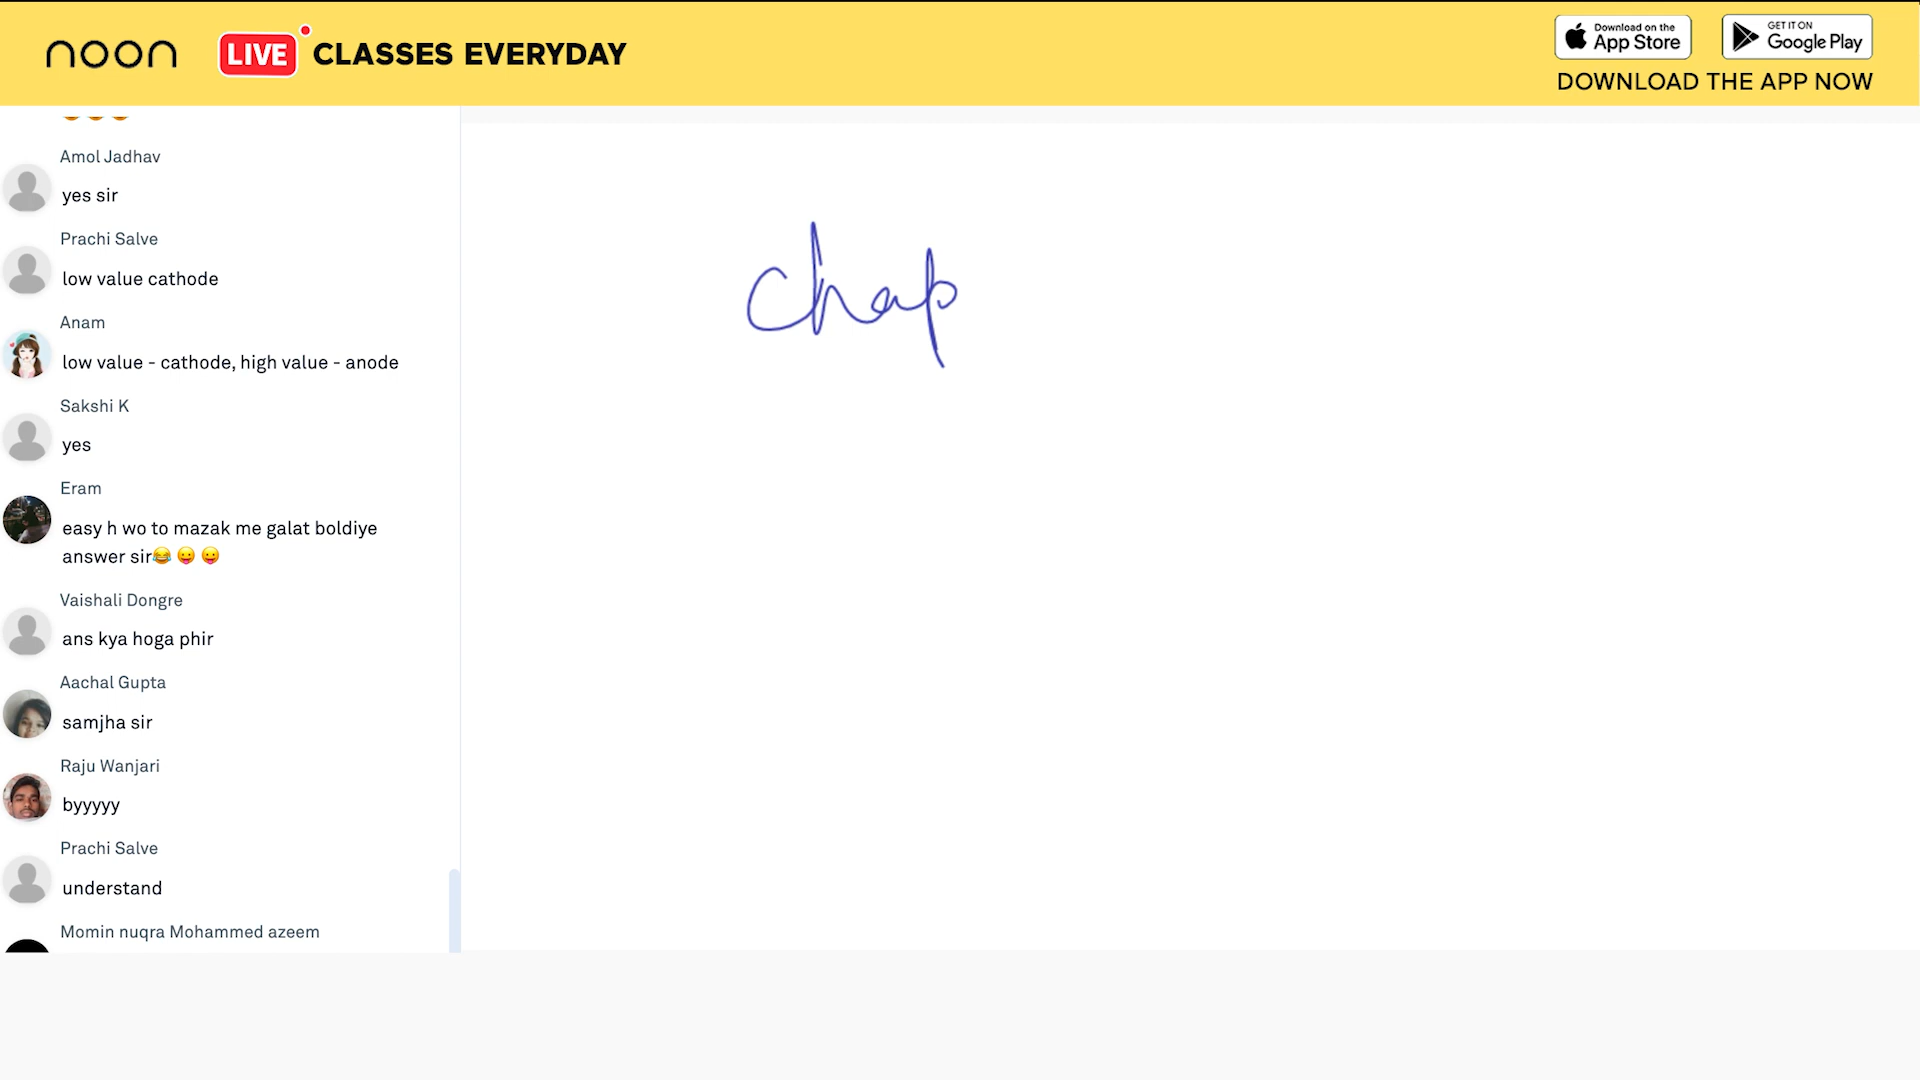 noon LIVE CLASSES EVERYDAY
Download on the App Store
GET IT ON Google Play
DOWNLOAD THE APP NOW
Amol Jadhav
yes sir
Prachi Salve
low value cathode
Anam
low value - cathode, high value - anode
Sakshi K
yes
Eram
easy h wo to mazak me galat boldiye
answer sir😂 😛 😛
Vaishali Dongre
ans kya hoga phir
Aachal Gupta
samjha sir
Raju Wanjari
byyyyy
Prachi Salve
understand
Momin nuqra Mohammed azeem
Chap